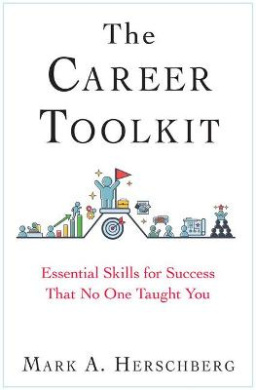 The
CAREER
TOOLKIT
Essential Skills for Success
That No One Taught You
MARK A. HERSCHBERG